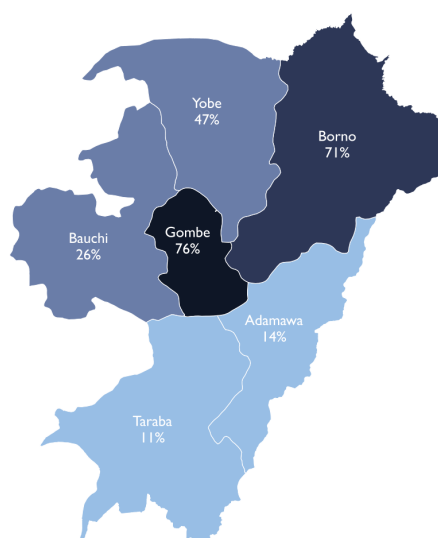 Yobe
47%
Borno
71%
Gombe
76%
Bauchi
26%
Adamawa
14%
Taraba
11%